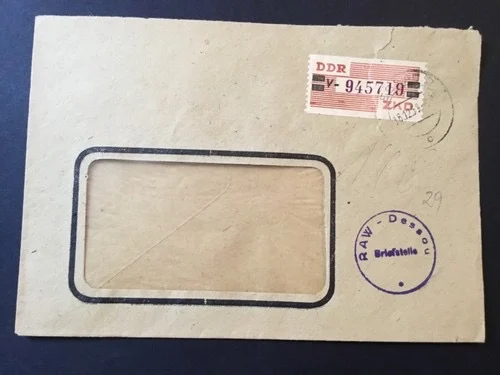 DDR
V-945719
ZKD
29
RAW - Dessau
Briefstelle